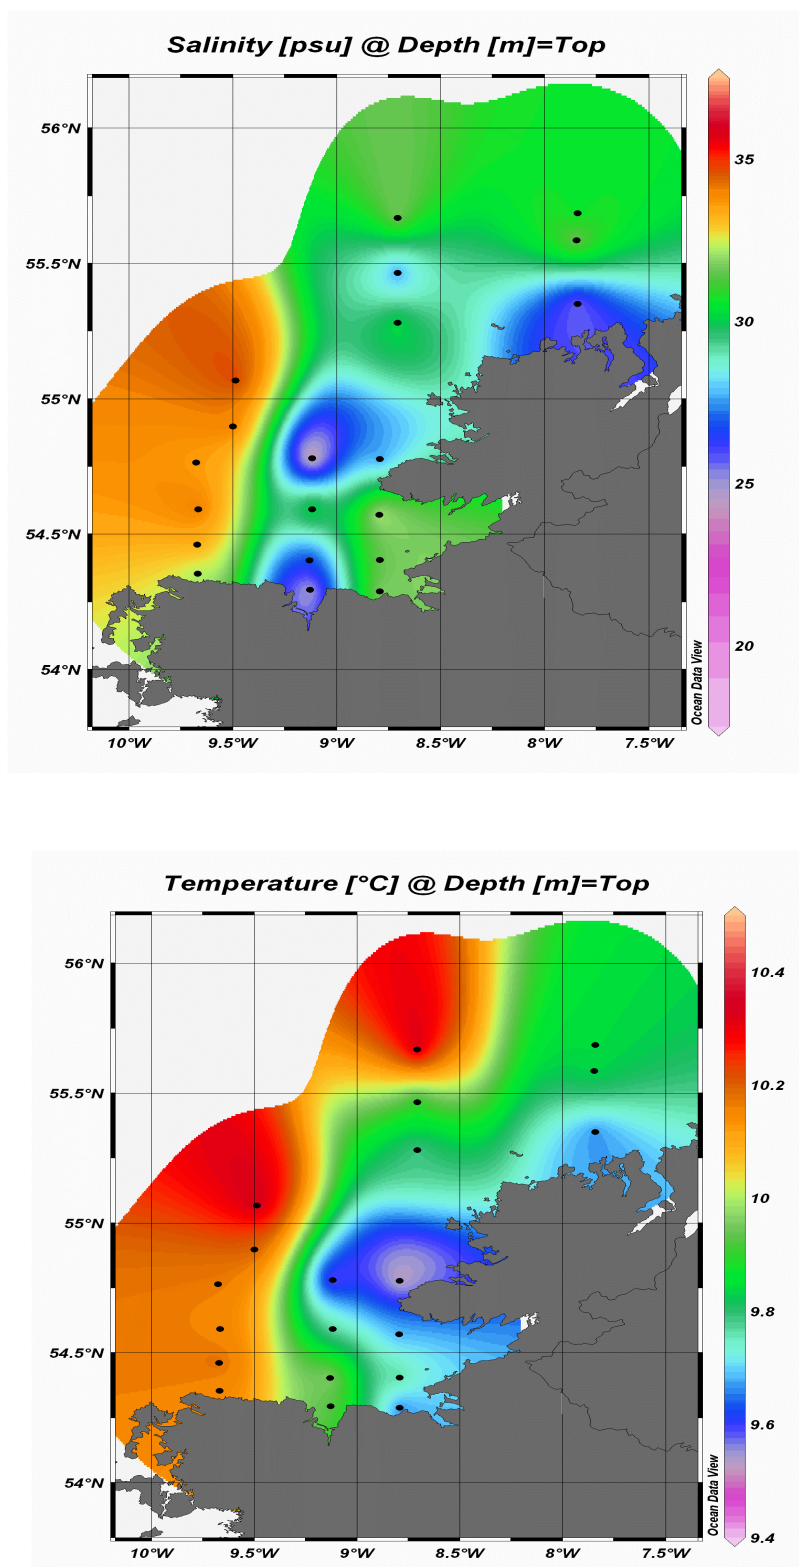 Salinity [psu] @ Depth [m]=Top
56°N
55.5°N
55°N
54.5°N
54°N
10°W 9.5°W 9°W 8.5°W 8°W 7.5°W
35
30
25
20
Ocean Data View
Temperature [°C] @ Depth [m]=Top
56°N
55.5°N
55°N
54.5°N
54°N
10°W 9.5°W 9°W 8.5°W 8°W 7.5°W
10.4
10.2
10
9.8
9.6
9.4
Ocean Data View